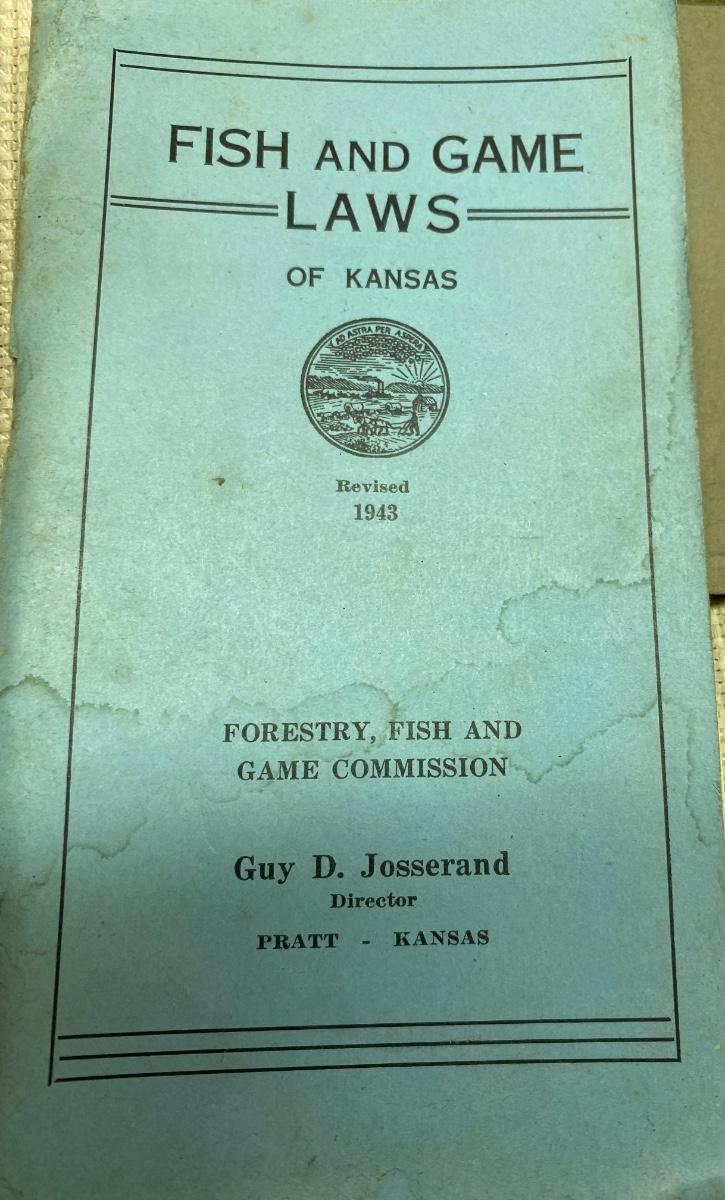 FISH AND GAME
LAWS
OF KANSAS
AD ASTRA PER ASPERA
Revised
1943
FORESTRY, FISH AND
GAME COMMISSION
Guy D. Josserand
Director
PRATT - KANSAS